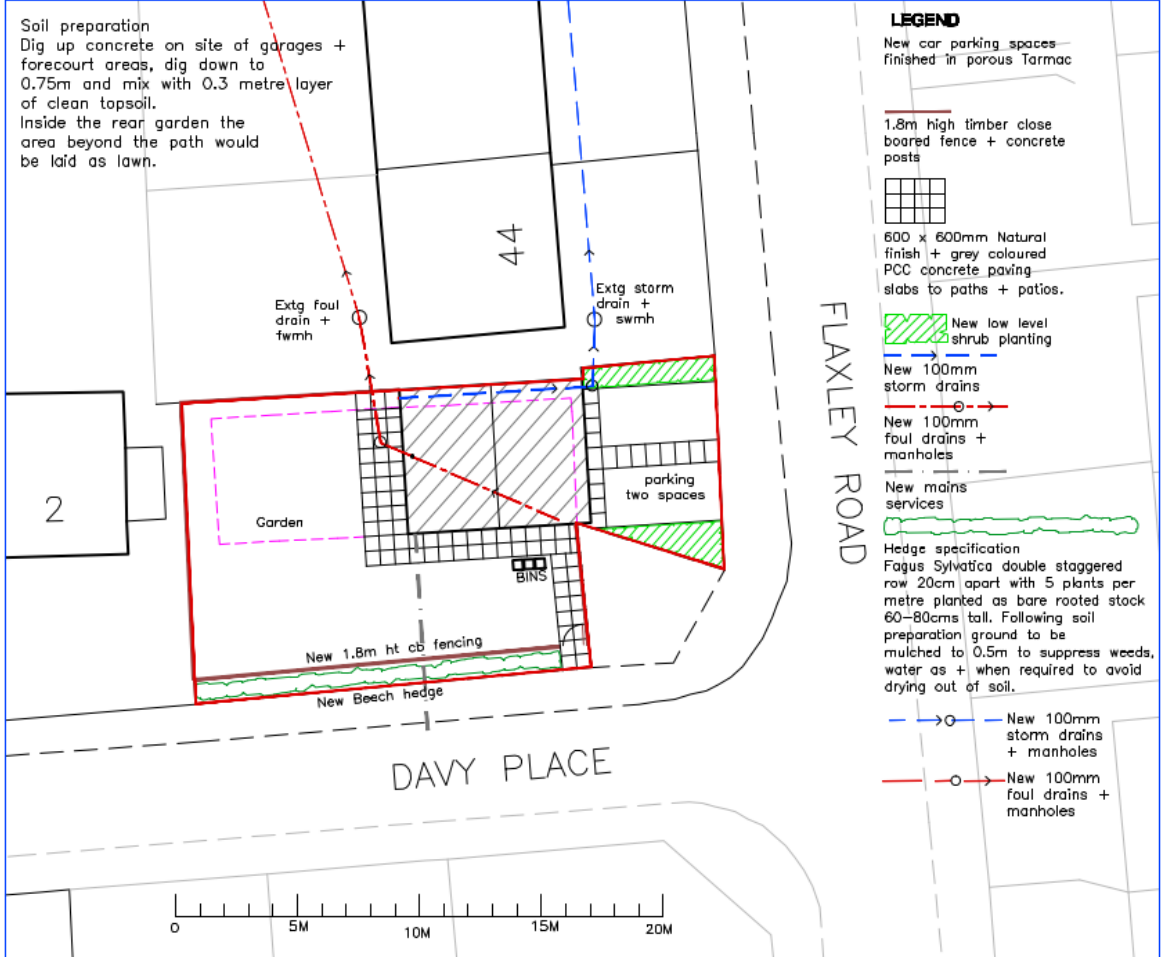 Soil preparation
Dig up concrete on site of garages +
forecourt areas, dig down to
0.75m and mix with 0.3 metre layer
of clean topsoil.
Inside the rear garden the
area beyond the path would
be laid as lawn.
44
Extg foul
drain +
fwmh
Extg storm
drain +
swmh
2
Garden
parking
two spaces
BINS
New 1.8m ht cb fencing
New Beech hedge
FLAXLEY ROAD
DAVY PLACE
0
5M
10M
15M
20M
LEGEND
New car parking spaces
finished in porous Tarmac
1.8m high timber close
boared fence + concrete
posts
600 x 600mm Natural
finish + grey coloured
PCC concrete paving
slabs to paths + patios.
New low level
shrub planting
New 100mm
storm drains
New 100mm
foul drains +
manholes
New mains
services
Hedge specification
Fagus Sylvatica double staggered
row 20cm apart with 5 plants per
metre planted as bare rooted stock
60-80cms tall. Following soil
preparation ground to be
mulched to 0.5m to suppress weeds,
water as + when required to avoid
drying out of soil.
New 100mm
storm drains
+ manholes
New 100mm
foul drains +
manholes